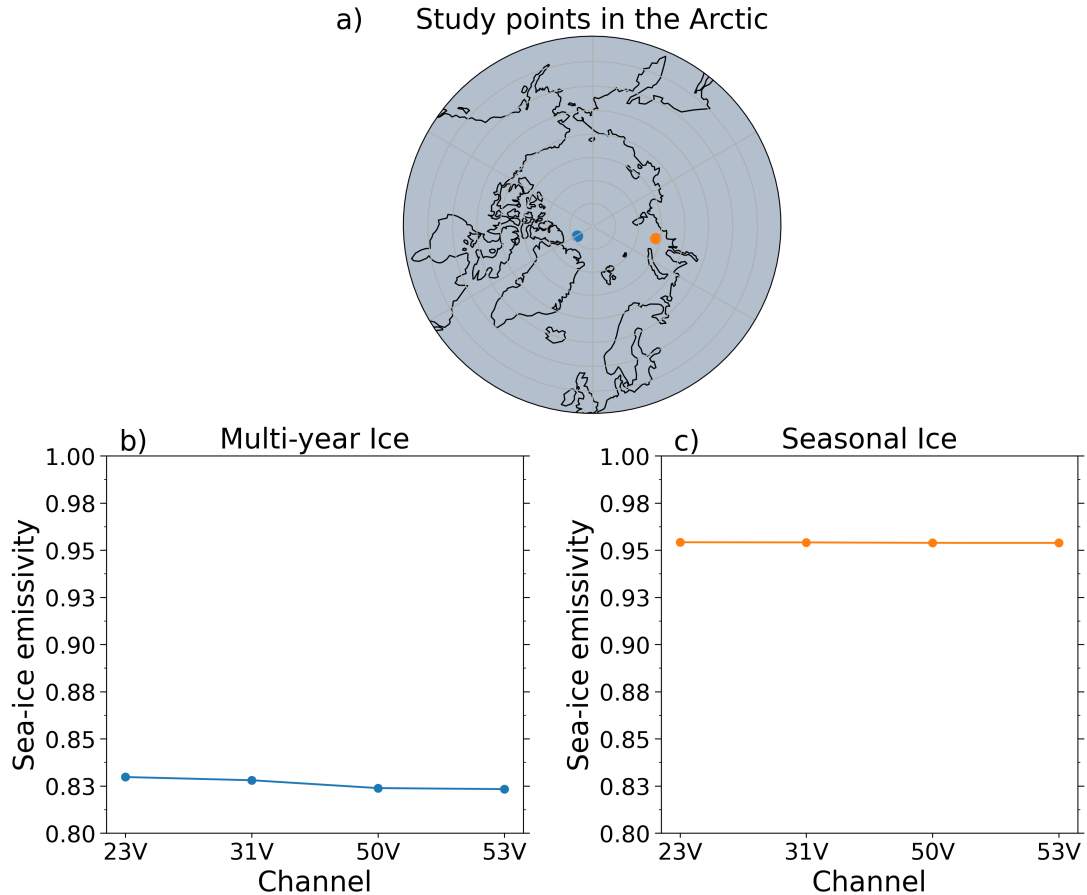 a) Study points in the Arctic
b) Multi-year Ice
1.00
0.98
0.95
0.93
0.90
0.88
0.85
0.83
0.80
Sea-ice emissivity
23V 31V 50V 53V
Channel
c) Seasonal Ice
1.00
0.98
0.95
0.93
0.90
0.88
0.85
0.83
0.80
Sea-ice emissivity
23V 31V 50V 53V
Channel